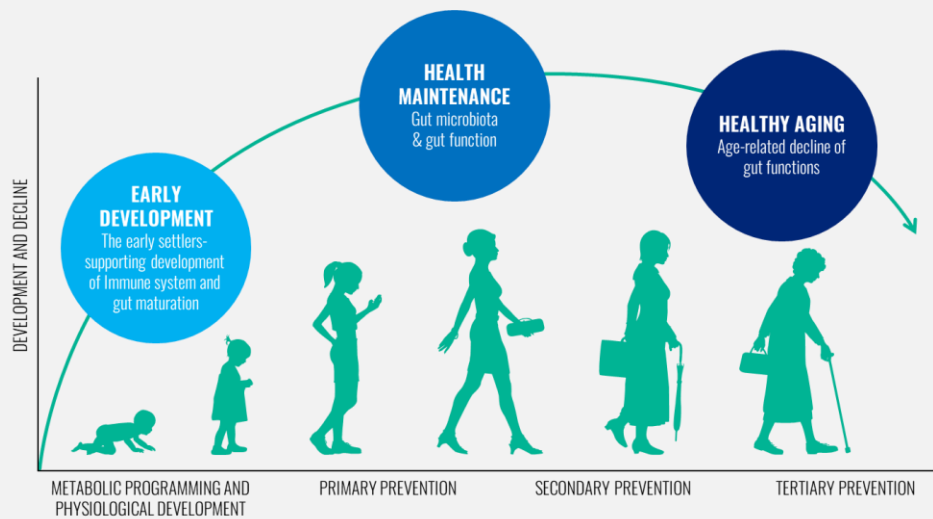 EARLY
DEVELOPMENT
The early settlers-
supporting development
of Immune system and
gut maturation
HEALTH
MAINTENANCE
Gut microbiota
& gut function
HEALTHY AGING
Age-related decline of
gut functions
DEVELOPMENT AND DECLINE
METABOLIC PROGRAMMING AND
PHYSIOLOGICAL DEVELOPMENT
PRIMARY PREVENTION
SECONDARY PREVENTION
TERTIARY PREVENTION